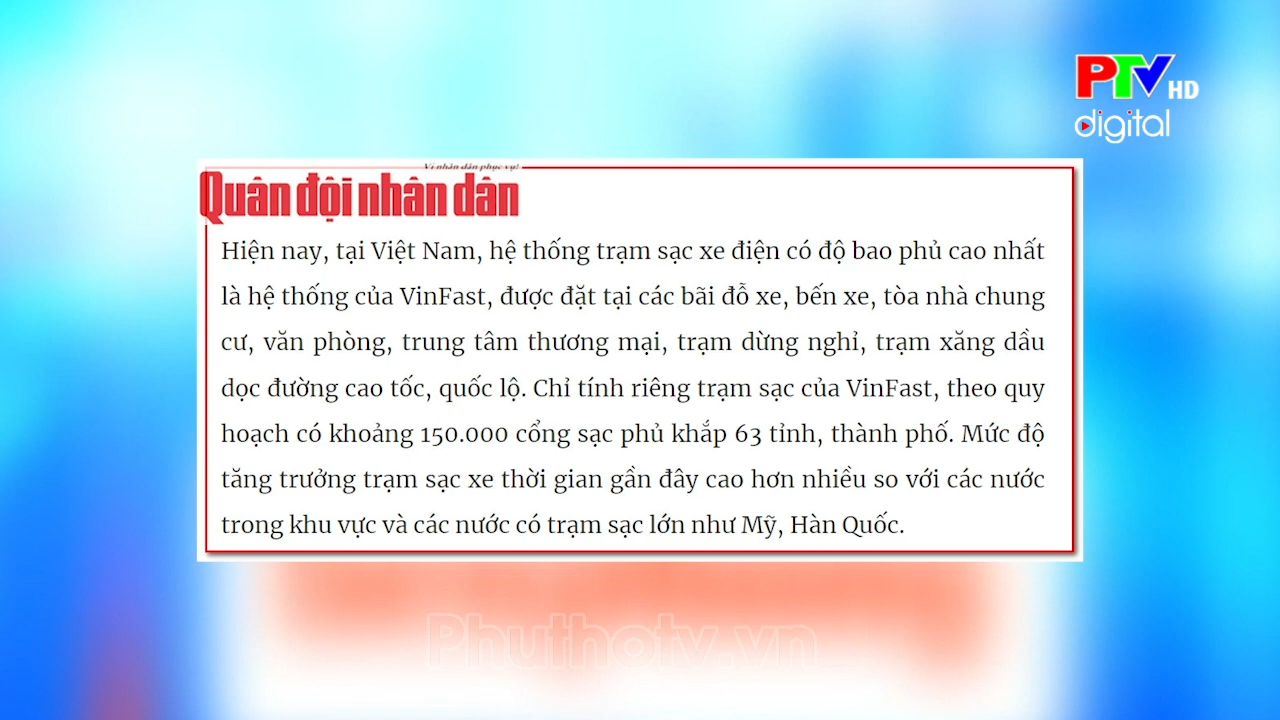 PTV HD
digital
Vì nhân dân phục vụ!
Quân đội nhân dân
Hiện nay, tại Việt Nam, hệ thống trạm sạc xe điện có độ bao phủ cao nhất
là hệ thống của VinFast, được đặt tại các bãi đỗ xe, bến xe, tòa nhà chung
cư, văn phòng, trung tâm thương mại, trạm dừng nghỉ, trạm xăng dầu
dọc đường cao tốc, quốc lộ. Chỉ tính riêng trạm sạc của VinFast, theo quy
hoạch có khoảng 150.000 cổng sạc phủ khắp 63 tỉnh, thành phố. Mức độ
tăng trưởng trạm sạc xe thời gian gần đây cao hơn nhiều so với các nước
trong khu vực và các nước có trạm sạc lớn như Mỹ, Hàn Quốc.
Phuthotv.vn